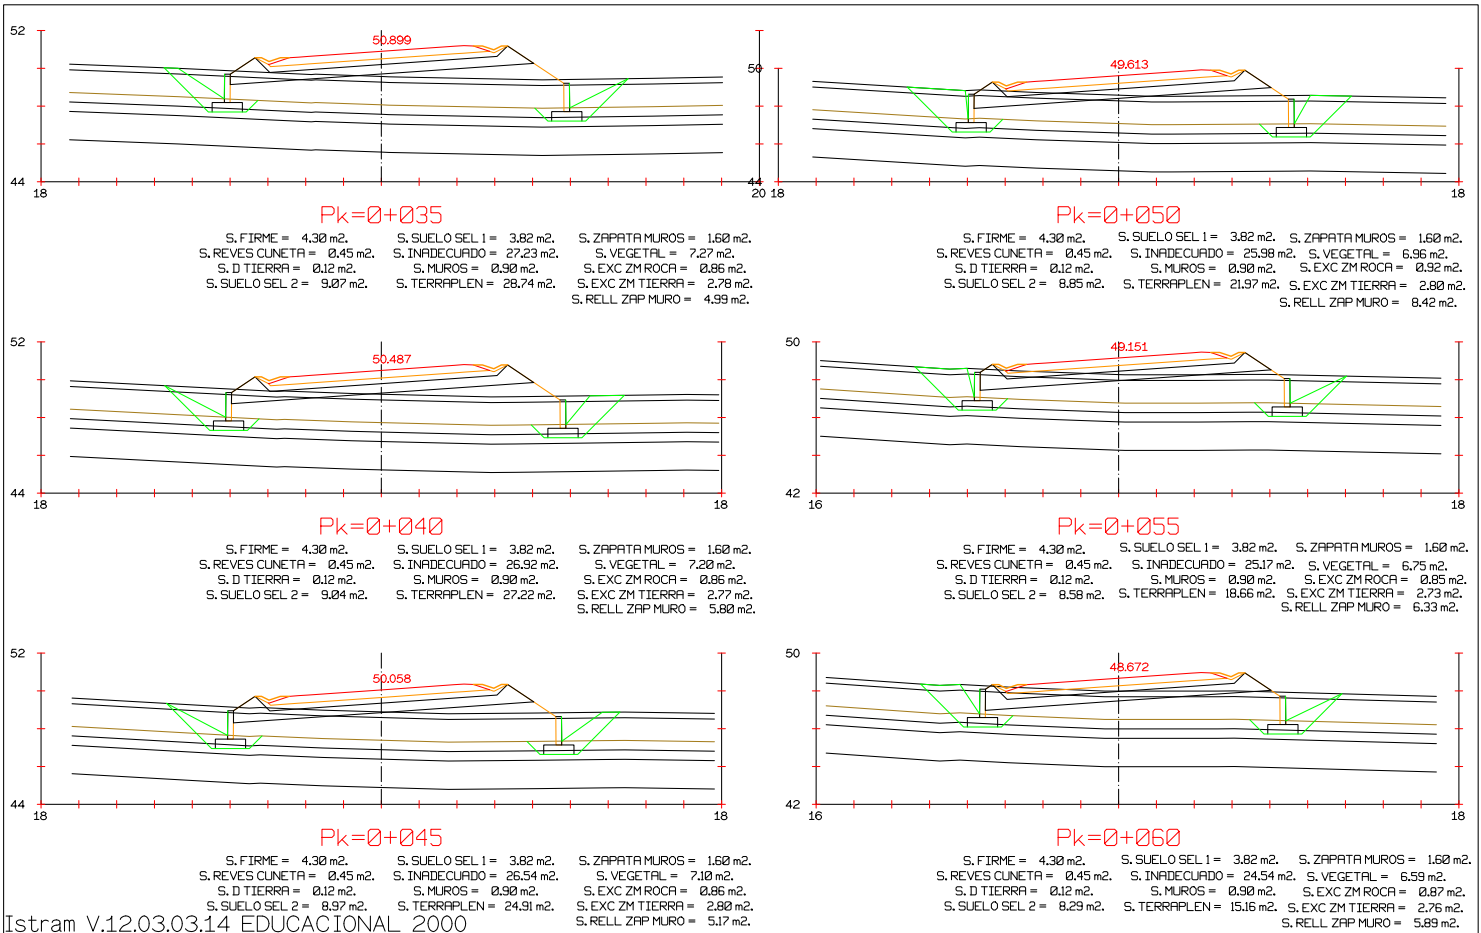 52
50.899
44
18
20
Pk=0+035
S. FIRME = 4.30 m2. S. SUELO SEL 1 = 3.82 m2. S. ZAPATA MUROS = 1.60 m2.
S. REVES CUNETA = 0.45 m2. S. INADECUADO = 27.23 m2. S. VEGETAL = 7.27 m2.
S. D TIERRA = 0.12 m2. S. MUROS = 0.90 m2. S. EXC ZM ROCA = 0.86 m2.
S. SUELO SEL 2 = 9.07 m2. S. TERRAPLEN = 28.74 m2. S. EXC ZM TIERRA = 2.78 m2.
S. RELL ZAP MURO = 4.99 m2.
52
50.487
44
18
18
Pk=0+040
S. FIRME = 4.30 m2. S. SUELO SEL 1 = 3.82 m2. S. ZAPATA MUROS = 1.60 m2.
S. REVES CUNETA = 0.45 m2. S. INADECUADO = 26.92 m2. S. VEGETAL = 7.20 m2.
S. D TIERRA = 0.12 m2. S. MUROS = 0.90 m2. S. EXC ZM ROCA = 0.86 m2.
S. SUELO SEL 2 = 9.04 m2. S. TERRAPLEN = 27.22 m2. S. EXC ZM TIERRA = 2.77 m2.
S. RELL ZAP MURO = 5.80 m2.
52
50.058
44
18
18
Pk=0+045
S. FIRME = 4.30 m2. S. SUELO SEL 1 = 3.82 m2. S. ZAPATA MUROS = 1.60 m2.
S. REVES CUNETA = 0.45 m2. S. INADECUADO = 26.54 m2. S. VEGETAL = 7.10 m2.
S. D TIERRA = 0.12 m2. S. MUROS = 0.90 m2. S. EXC ZM ROCA = 0.86 m2.
S. SUELO SEL 2 = 8.97 m2. S. TERRAPLEN = 24.91 m2. S. EXC ZM TIERRA = 2.80 m2.
S. RELL ZAP MURO = 5.17 m2.
Istram V.12.03.03.14 EDUCACIONAL 2000
50
49.613
44
18
18
Pk=0+050
S. FIRME = 4.30 m2. S. SUELO SEL 1 = 3.82 m2. S. ZAPATA MUROS = 1.60 m2.
S. REVES CUNETA = 0.45 m2. S. INADECUADO = 25.98 m2. S. VEGETAL = 6.96 m2.
S. D TIERRA = 0.12 m2. S. MUROS = 0.90 m2. S. EXC ZM ROCA = 0.92 m2.
S. SUELO SEL 2 = 8.85 m2. S. TERRAPLEN = 21.97 m2. S. EXC ZM TIERRA = 2.80 m2.
S. RELL ZAP MURO = 8.42 m2.
50
49.151
42
16
18
Pk=0+055
S. FIRME = 4.30 m2. S. SUELO SEL 1 = 3.82 m2. S. ZAPATA MUROS = 1.60 m2.
S. REVES CUNETA = 0.45 m2. S. INADECUADO = 25.17 m2. S. VEGETAL = 6.75 m2.
S. D TIERRA = 0.12 m2. S. MUROS = 0.90 m2. S. EXC ZM ROCA = 0.85 m2.
S. SUELO SEL 2 = 8.58 m2. S. TERRAPLEN = 18.66 m2. S. EXC ZM TIERRA = 2.73 m2.
S. RELL ZAP MURO = 6.33 m2.
50
48.672
42
16
18
Pk=0+060
S. FIRME = 4.30 m2. S. SUELO SEL 1 = 3.82 m2. S. ZAPATA MUROS = 1.60 m2.
S. REVES CUNETA = 0.45 m2. S. INADECUADO = 24.54 m2. S. VEGETAL = 6.59 m2.
S. D TIERRA = 0.12 m2. S. MUROS = 0.90 m2. S. EXC ZM ROCA = 0.87 m2.
S. SUELO SEL 2 = 8.29 m2. S. TERRAPLEN = 15.16 m2. S. EXC ZM TIERRA = 2.76 m2.
S. RELL ZAP MURO = 5.89 m2.